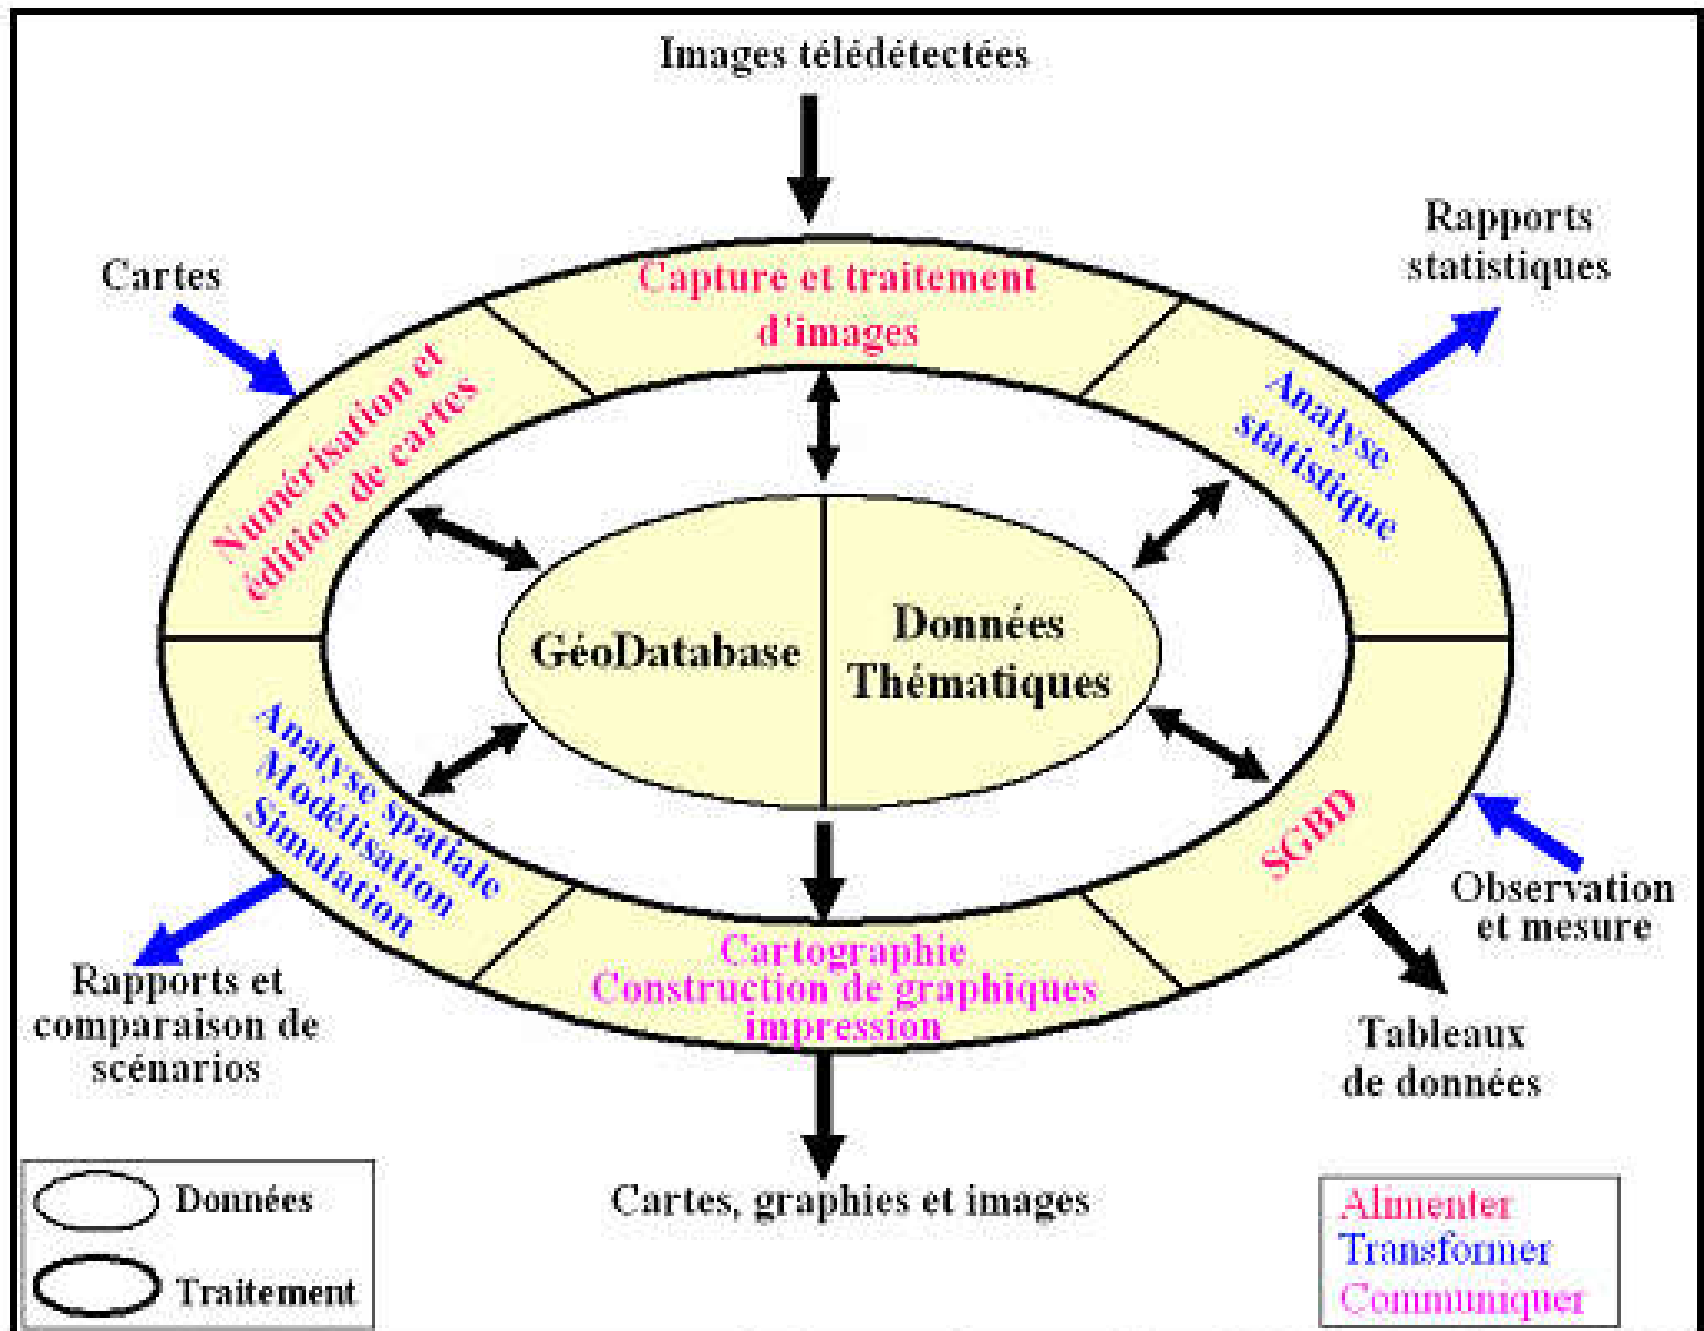 Images télédétectées
Rapports
statistiques
Cartes
Capture et traitement
d'images
Numérisation et
édition de cartes
Analyse
statistique
GéoDatabase
Données
Thématiques
Analyse spatiale
Modélisation
Simulation
SGBD
Observation
et mesure
Cartographie
Construction de graphiques
impression
Rapports et
comparaison de
scénarios
Tableaux
de données
Cartes, graphies et images
Données
Traitement
Alimenter
Transformer
Communiquer